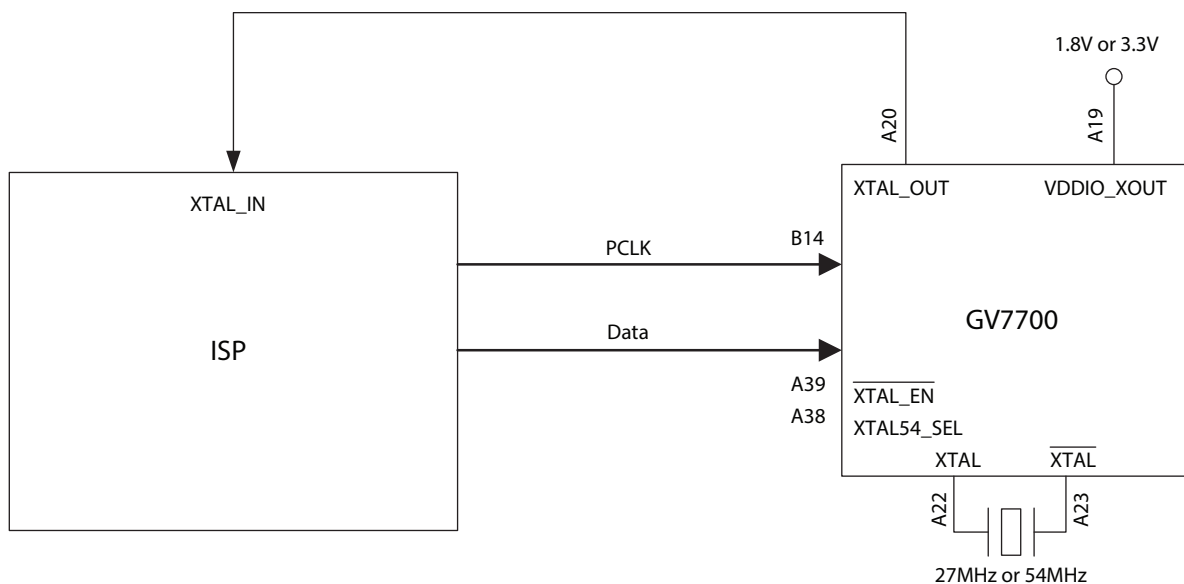 1.8V or 3.3V
A20
A19
XTAL_OUT
VDDIO_XOUT
XTAL_IN
B14
PCLK
GV7700
Data
ISP
A39
XTAL_EN
A38
XTAL54_SEL
XTAL
XTAL
A22
A23
27MHz or 54MHz